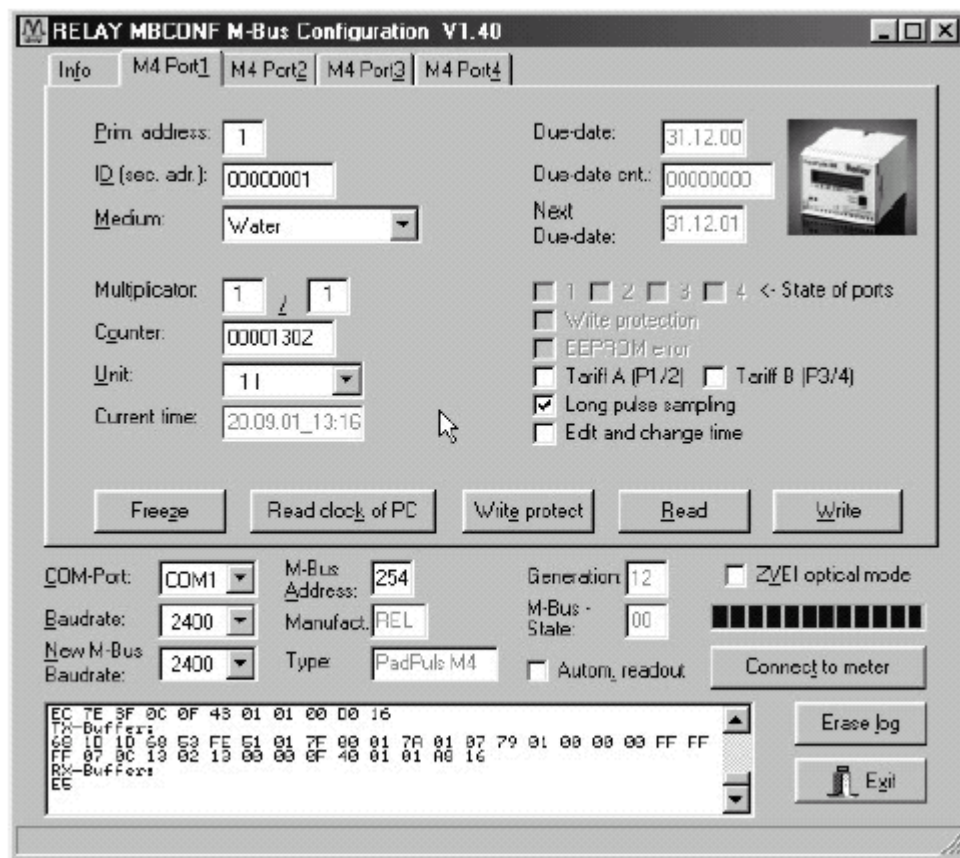 RELAY MBCONF M-Bus Configuration V1.40
Info M4 Port1 M4 Port2 M4 Port3 M4 Port4
Prim. address: 1
ID (sec. adr.): 00000001
Medium: Water
Due-date: 31.12.00
Due-date cnt.: 00000000
Next
Due-date: 31.12.01
Multiplicator: 1 / 1
Counter: 00001302
Unit: 1 l
Current time: 20.09.01_13:16
1 2 3 4 <- State of ports
Write protection
EEPROM error
Tariff A (P1/2) Tariff B (P3/4)
Long pulse sampling
Edit and change time
Freeze Read clock of PC Write protect Read Write
COM-Port: COM1
Baudrate: 2400
New M-Bus
Baudrate: 2400
M-Bus
Address: 254
Manufact. REL
Type: PadPuls M4
Generation: 12
M-Bus -
State: 00
Autom. readout
ZVEI optical mode
Connect to meter
EC 7E 3F 0C 0F 43 01 01 00 D0 16
TX-Buffer:
68 1D 1D 68 53 FE 51 01 7F 00 01 7A 01 07 79 01 00 00 00 FF FF
FF 07 0C 13 02 13 00 00 0F 40 01 01 A8 16
RX-Buffer:
E5
Erase log
Exit